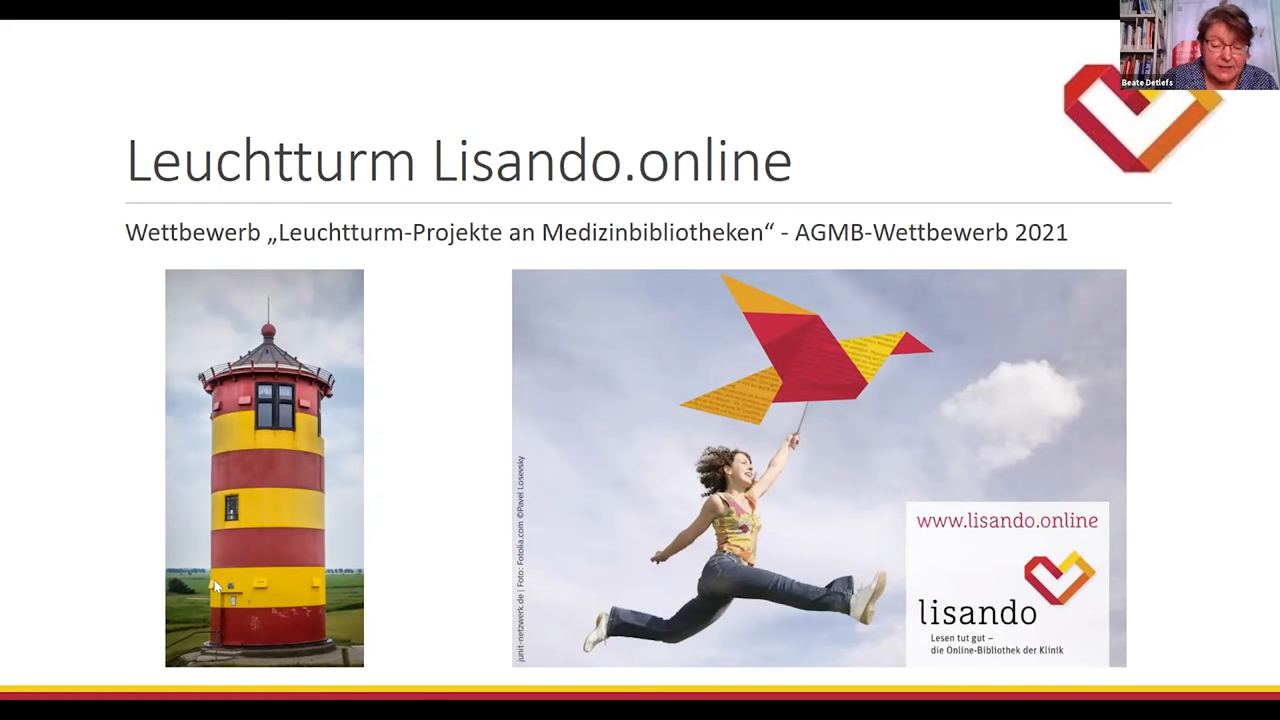 Beate Detlefs
Leuchtturm Lisando.online
Wettbewerb „Leuchtturm-Projekte an Medizinbibliotheken“ - AGMB-Wettbewerb 2021
junit-netzwerk.de | Foto: Fotolia.com ©Pavel Losevsky
www.lisando.online
lisando
Lesen tut gut –
die Online-Bibliothek der Klinik